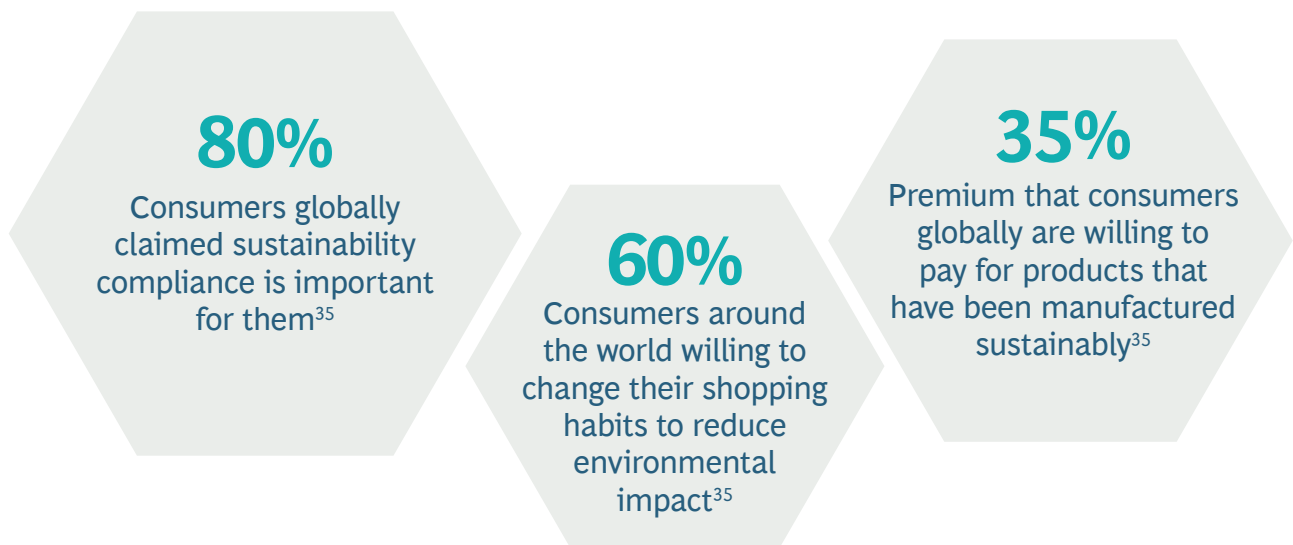 80%
Consumers globally
claimed sustainability
compliance is important
for them³⁵
60%
Consumers around
the world willing to
change their shopping
habits to reduce
environmental
impact³⁵
35%
Premium that consumers
globally are willing to
pay for products that
have been manufactured
sustainably³⁵